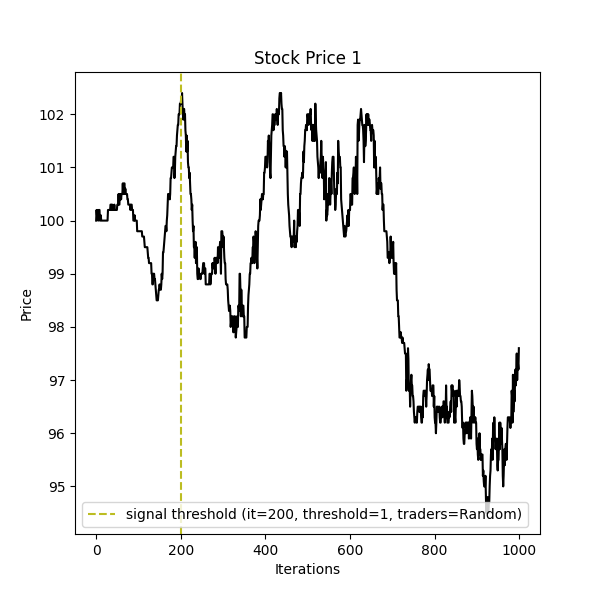 Stock Price 1
102
101
100
99
98
97
96
95
Price
signal threshold (it=200, threshold=1, traders=Random)
0 200 400 600 800 1000
Iterations